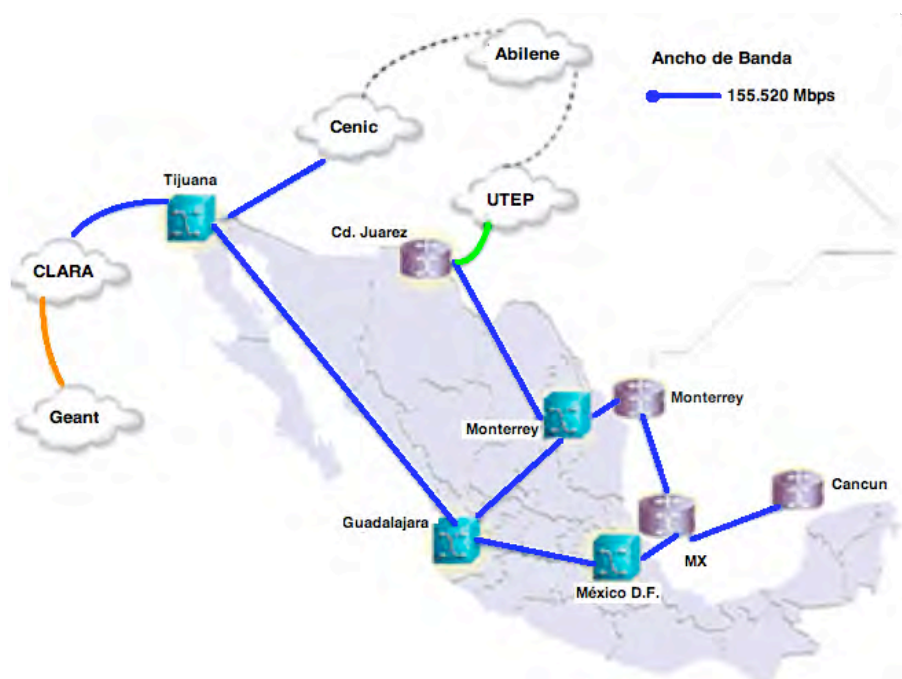 Abilene
Ancho de Banda
155.520 Mbps
Cenic
Tijuana
UTEP
Cd. Juarez
CLARA
Geant
Monterrey
Monterrey
Cancun
Guadalajara
MX
México D.F.